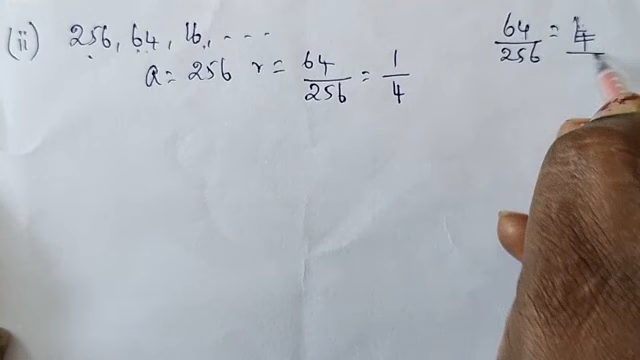 (ii) 256, 64, 16, - - -
a = 256 r = 64/256 = 1/4
64/256 =